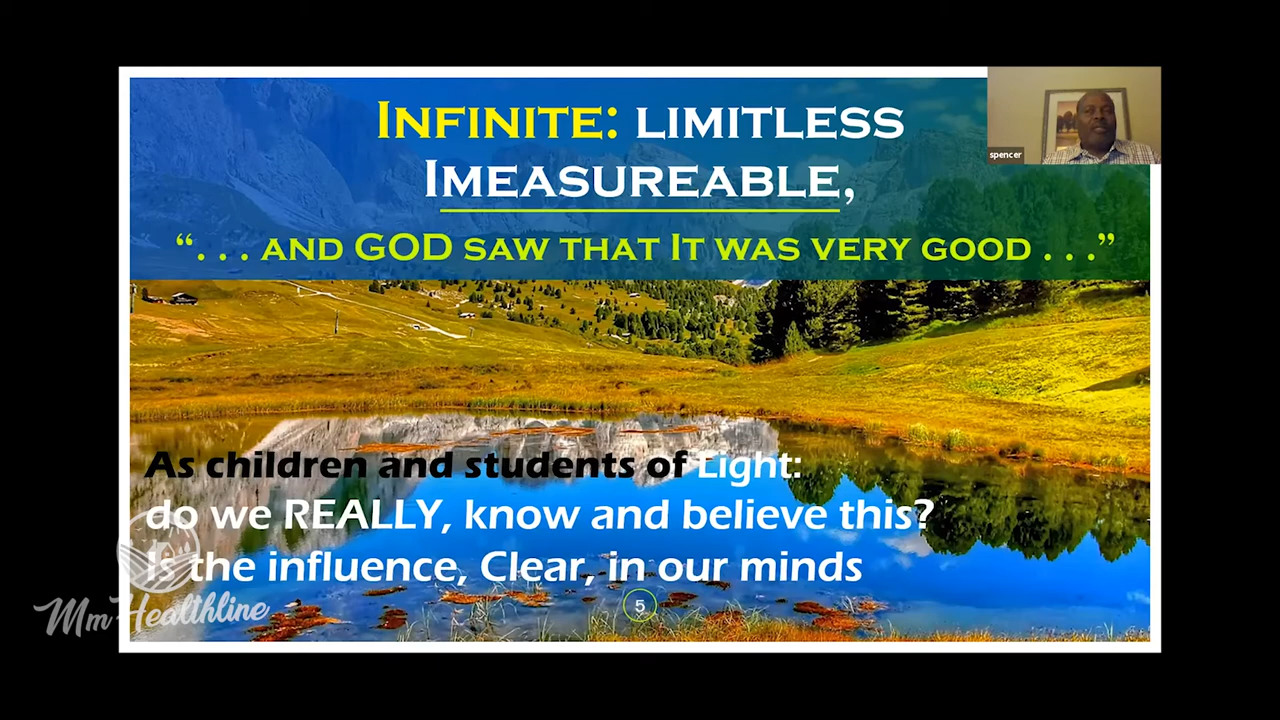 INFINITE: LIMITLESS
IMEASUREABLE,
“. . . AND GOD SAW THAT IT WAS VERY GOOD . . .”
spencer
As children and students of Light:
do we REALLY, know and believe this?
Is the influence, Clear, in our minds
5
Mm Healthline